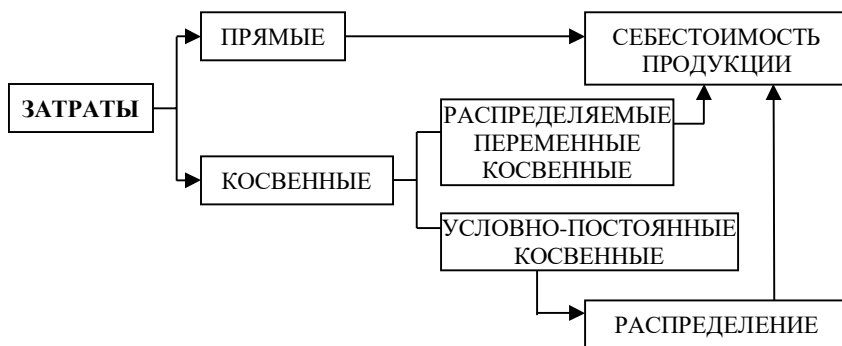 ПРЯМЫЕ
СЕБЕСТОИМОСТЬ
ПРОДУКЦИИ
ЗАТРАТЫ
РАСПРЕДЕЛЯЕМЫЕ
ПЕРЕМЕННЫЕ
КОСВЕННЫЕ
КОСВЕННЫЕ
УСЛОВНО-ПОСТОЯННЫЕ
КОСВЕННЫЕ
РАСПРЕДЕЛЕНИЕ